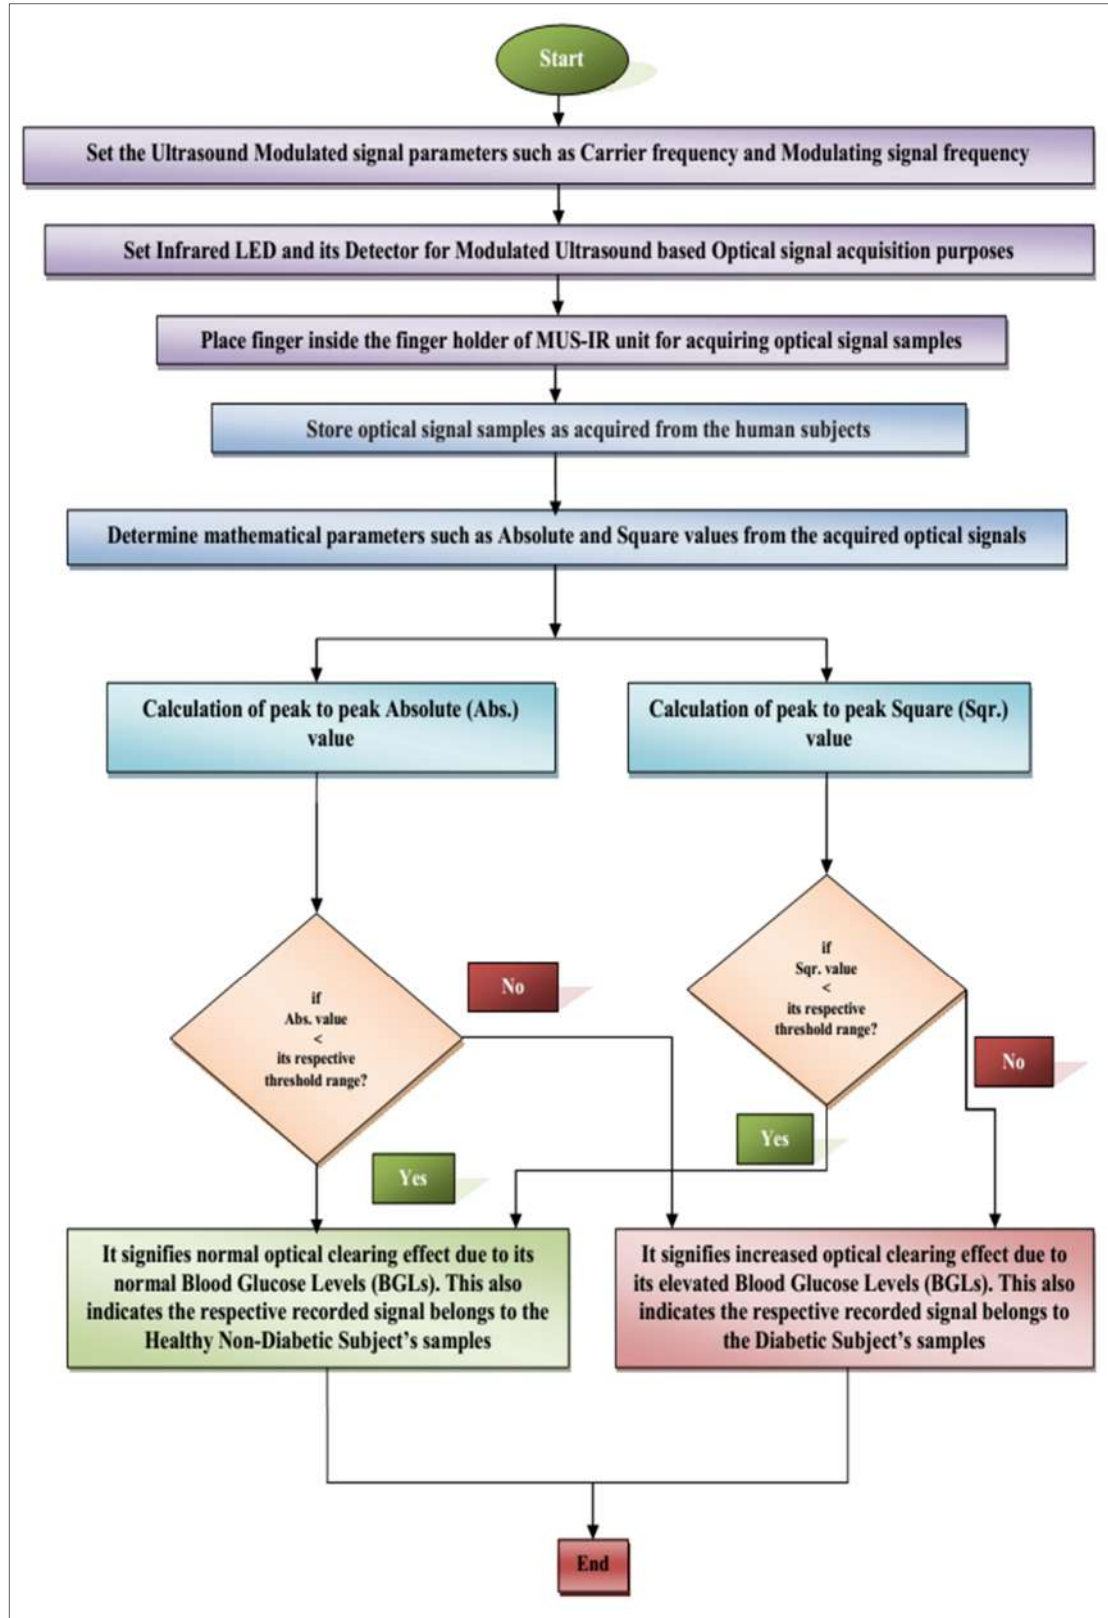 Start
Set the Ultrasound Modulated signal parameters such as Carrier frequency and Modulating signal frequency
Set Infrared LED and its Detector for Modulated Ultrasound based Optical signal acquisition purposes
Place finger inside the finger holder of MUS-IR unit for acquiring optical signal samples
Store optical signal samples as acquired from the human subjects
Determine mathematical parameters such as Absolute and Square values from the acquired optical signals
Calculation of peak to peak Absolute (Abs.)
value
Calculation of peak to peak Square (Sqr.)
value
if
Abs. value
<
its respective
threshold range?
No
Yes
if
Sqr. value
<
its respective
threshold range?
No
Yes
It signifies normal optical clearing effect due to its
normal Blood Glucose Levels (BGLs). This also
indicates the respective recorded signal belongs to the
Healthy Non-Diabetic Subject’s samples
It signifies increased optical clearing effect due to
its elevated Blood Glucose Levels (BGLs). This also
indicates the respective recorded signal belongs to
the Diabetic Subject’s samples
End